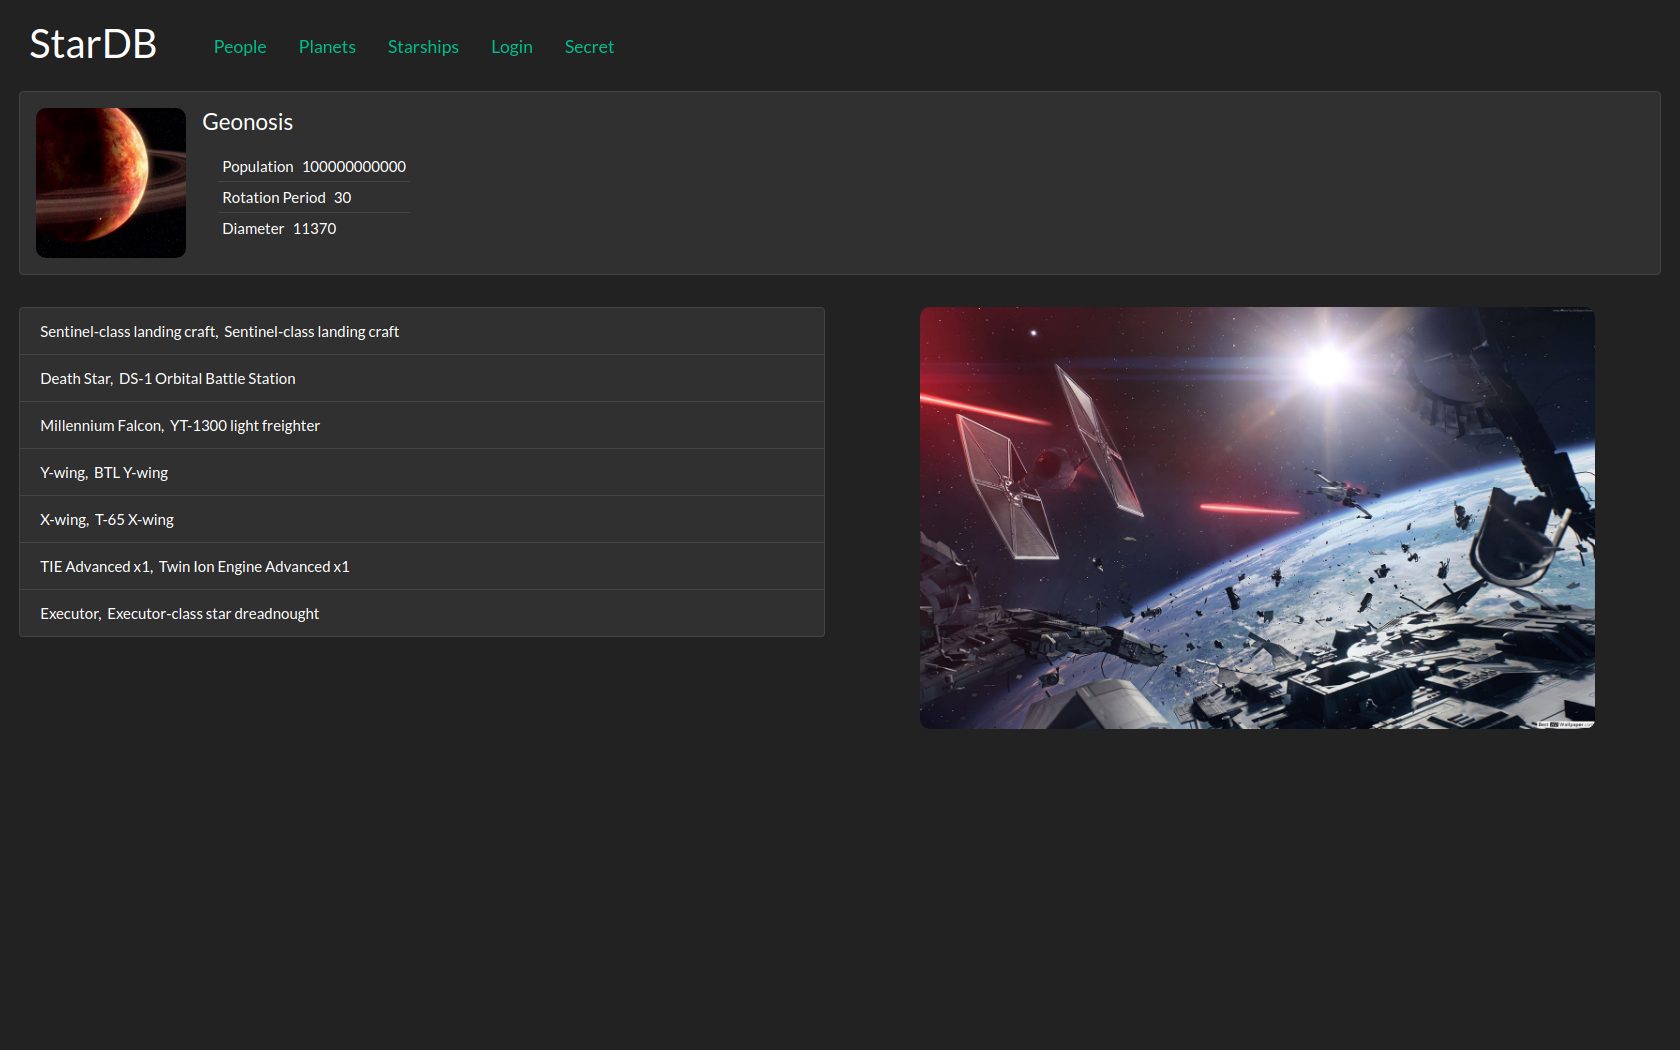 StarDB
People
Planets
Starships
Login
Secret
Geonosis
Population 100000000000
Rotation Period 30
Diameter 11370
Sentinel-class landing craft, Sentinel-class landing craft
Death Star, DS-1 Orbital Battle Station
Millennium Falcon, YT-1300 light freighter
Y-wing, BTL Y-wing
X-wing, T-65 X-wing
TIE Advanced x1, Twin Ion Engine Advanced x1
Executor, Executor-class star dreadnought